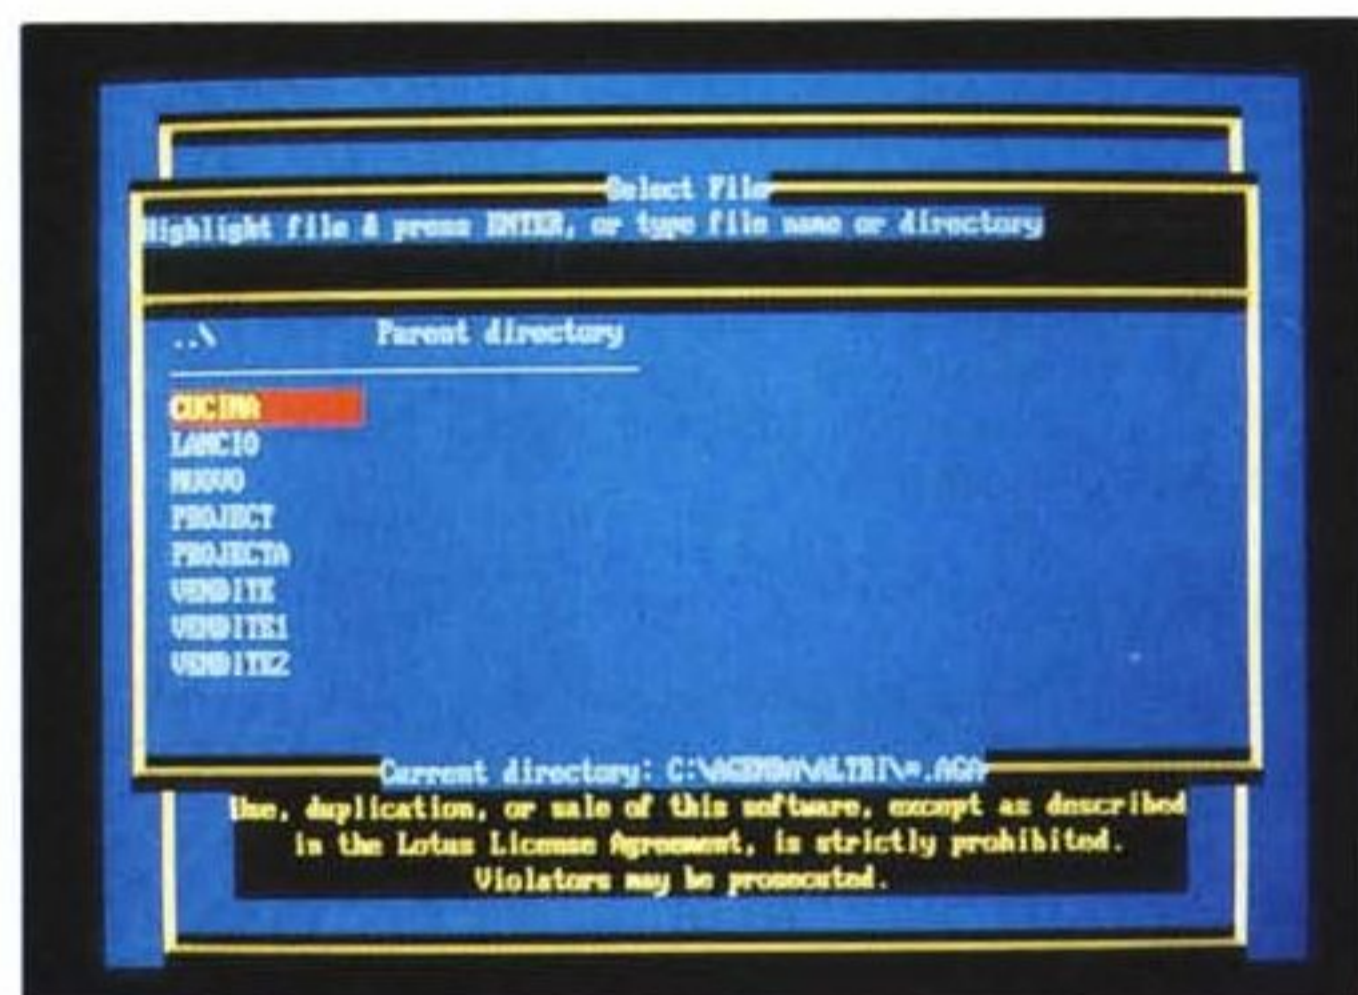 Select File
Highlight file & press ENTER, or type file name or directory
..\ Parent directory
CUCINA
LANCIO
NUOVO
PROJECT
PROJECTA
VENDITE
VENDITE1
VENDITE2
Current directory: C:\AGENDA\ALTRI\*.AGA
Use, duplication, or sale of this software, except as described
in the Lotus License Agreement, is strictly prohibited.
Violators may be prosecuted.